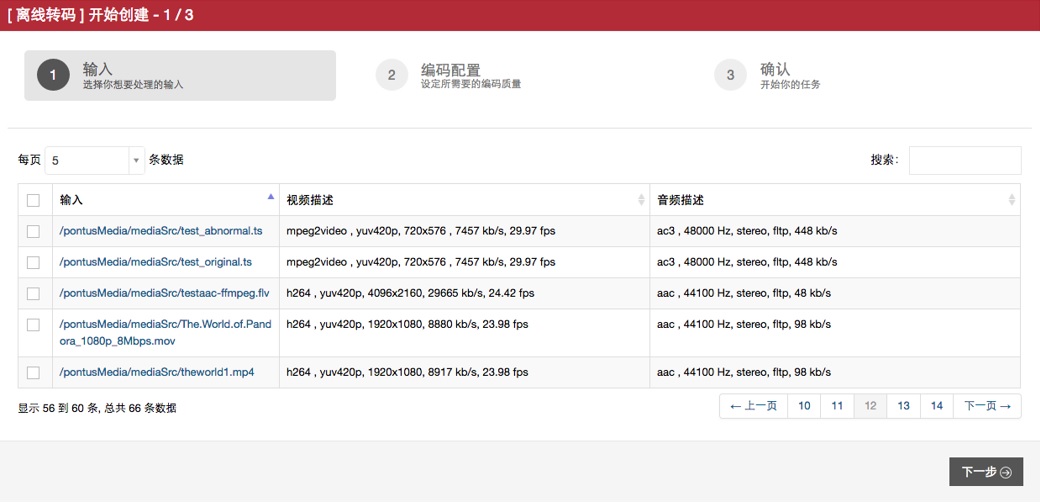 [ 离线转码 ] 开始创建 - 1 / 3
1 输入
选择你想要处理的输入
2 编码配置
设定所需要的编码质量
3 确认
开始你的任务
每页 5 条数据
搜索:
输入 视频描述 音频描述
/pontusMedia/mediaSrc/test_abnormal.ts mpeg2video , yuv420p, 720x576 , 7457 kb/s, 29.97 fps ac3 , 48000 Hz, stereo, fltp, 448 kb/s
/pontusMedia/mediaSrc/test_original.ts mpeg2video , yuv420p, 720x576 , 7457 kb/s, 29.97 fps ac3 , 48000 Hz, stereo, fltp, 448 kb/s
/pontusMedia/mediaSrc/testaac-ffmpeg.flv h264 , yuv420p, 4096x2160, 29665 kb/s, 24.42 fps aac , 44100 Hz, stereo, fltp, 48 kb/s
/pontusMedia/mediaSrc/The.World.of.Pand h264 , yuv420p, 1920x1080, 8880 kb/s, 23.98 fps aac , 44100 Hz, stereo, fltp, 98 kb/s
ora_1080p_8Mbps.mov
/pontusMedia/mediaSrc/theworld1.mp4 h264 , yuv420p, 1920x1080, 8917 kb/s, 23.98 fps aac , 44100 Hz, stereo, fltp, 98 kb/s
显示 56 到 60 条, 总共 66 条数据
← 上一页 10 11 12 13 14 下一页 →
下一步